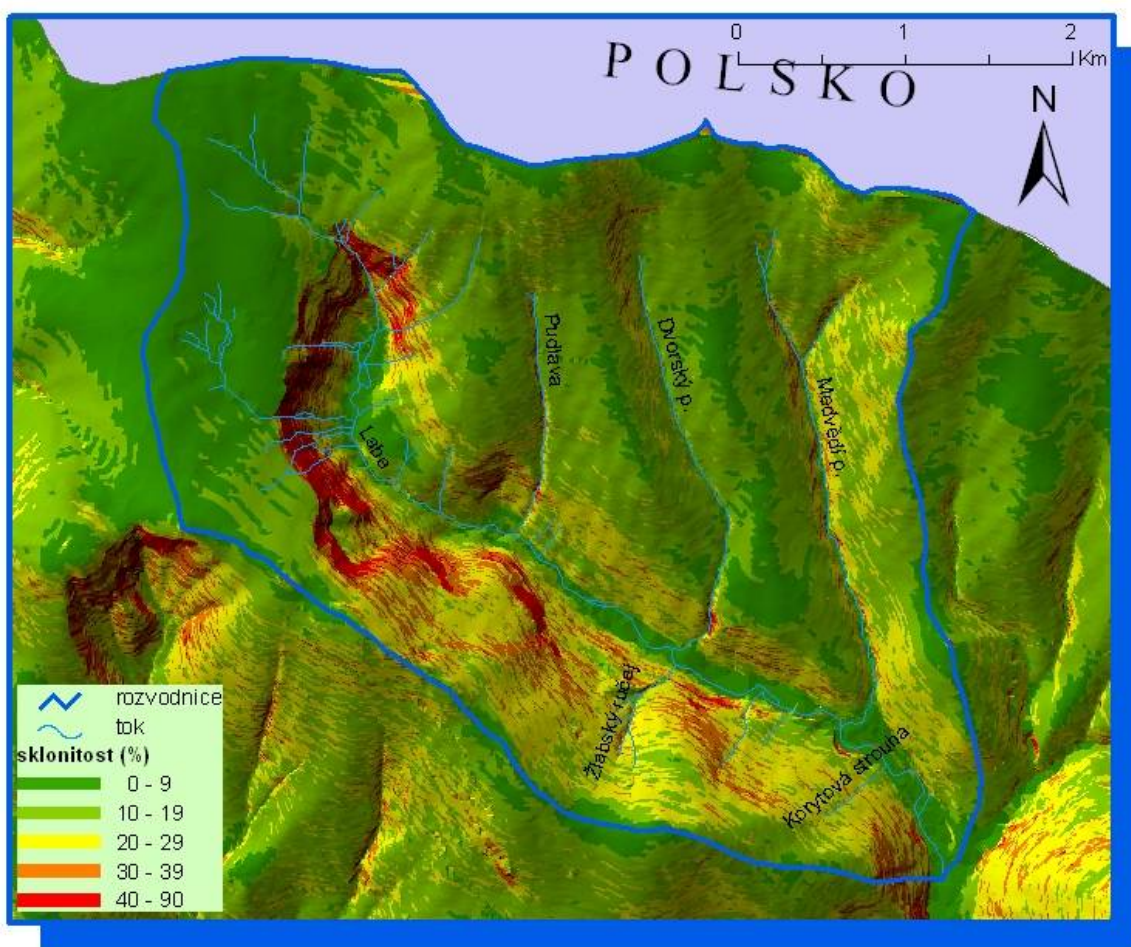 0 1 2
Km
POLSKO
N
Pudlava
Dvorský p.
Medvědí p.
Labe
Žlabský ručej
Korytová strouha
rozvodnice
tok
sklonitost (%)
0 - 9
10 - 19
20 - 29
30 - 39
40 - 90